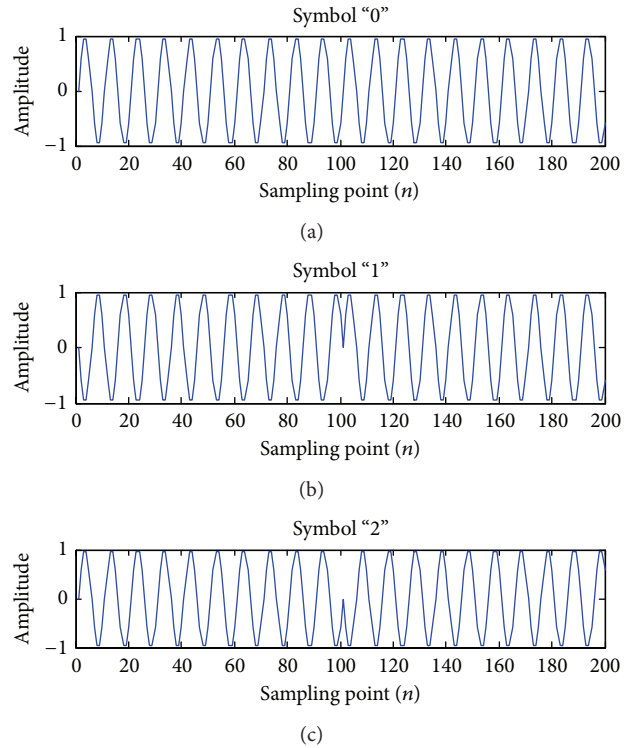 Symbol “0”
Amplitude
1
0
−1
0 20 40 60 80 100 120 140 160 180 200
Sampling point (n)
(a)
Symbol “1”
Amplitude
1
0
−1
0 20 40 60 80 100 120 140 160 180 200
Sampling point (n)
(b)
Symbol “2”
Amplitude
1
0
−1
0 20 40 60 80 100 120 140 160 180 200
Sampling point (n)
(c)